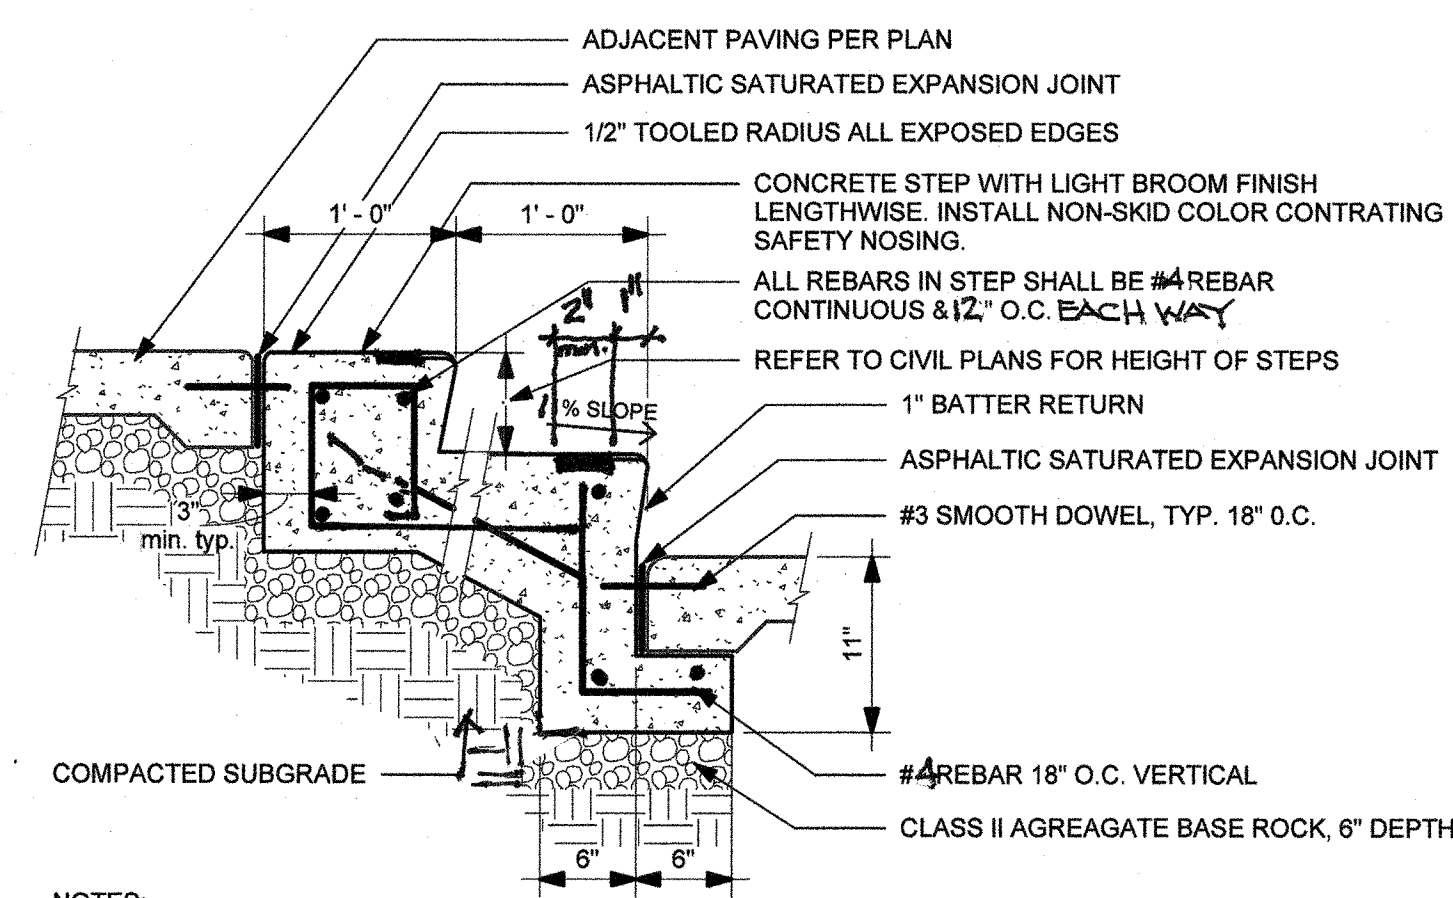 ADJACENT PAVING PER PLAN
ASPHALTIC SATURATED EXPANSION JOINT
1/2" TOOLED RADIUS ALL EXPOSED EDGES
CONCRETE STEP WITH LIGHT BROOM FINISH
LENGTHWISE. INSTALL NON-SKID COLOR CONTRATING
SAFETY NOSING.
1' - 0"
1' - 0"
ALL REBARS IN STEP SHALL BE #4 REBAR
CONTINUOUS & 12" O.C. EACH WAY
2"
min.
1"
REFER TO CIVIL PLANS FOR HEIGHT OF STEPS
1 % SLOPE
1" BATTER RETURN
ASPHALTIC SATURATED EXPANSION JOINT
#3 SMOOTH DOWEL, TYP. 18" 0.C.
3"
min. typ.
11"
COMPACTED SUBGRADE
#4 REBAR 18" O.C. VERTICAL
CLASS II AGREAGATE BASE ROCK, 6" DEPTH
6"
6"
NOTES: